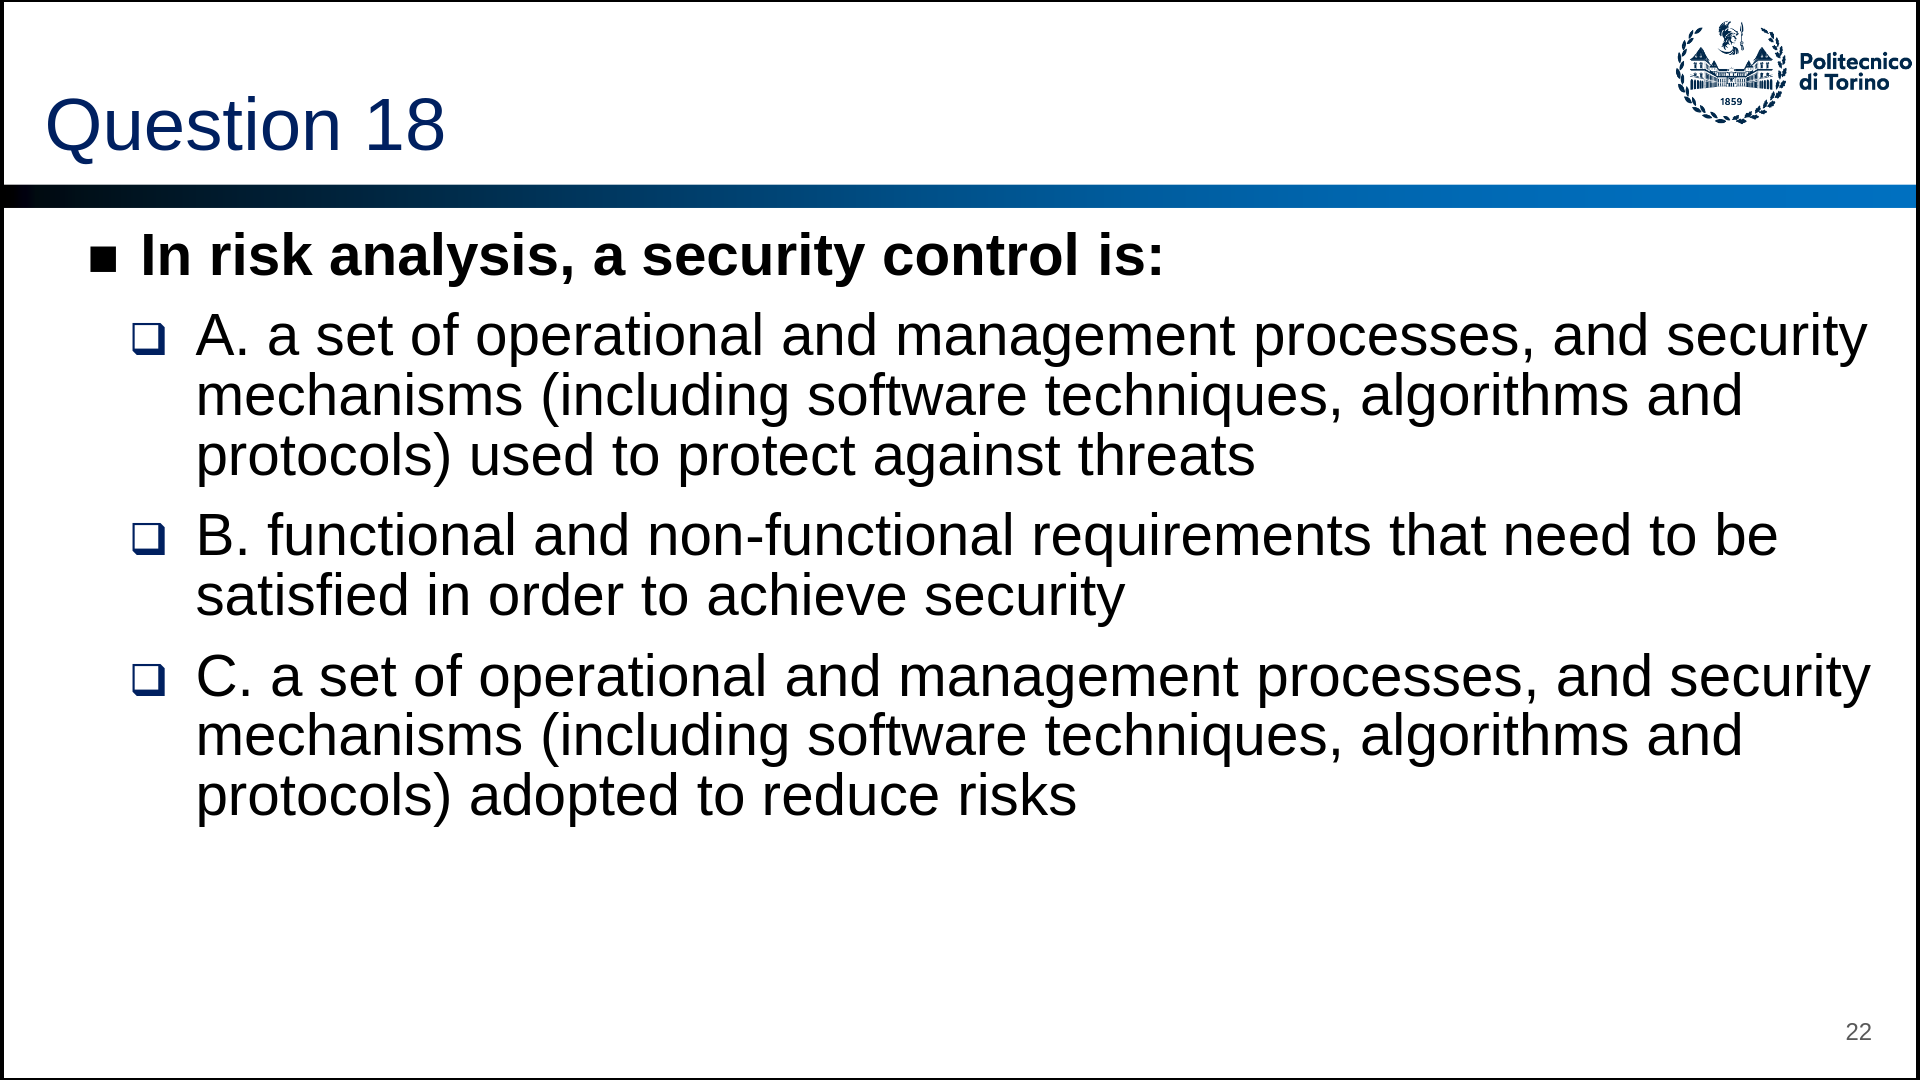 1859
Politecnico
di Torino
Question 18
■ In risk analysis, a security control is:
❑ A. a set of operational and management processes, and security
mechanisms (including software techniques, algorithms and
protocols) used to protect against threats
❑ B. functional and non-functional requirements that need to be
satisfied in order to achieve security
❑ C. a set of operational and management processes, and security
mechanisms (including software techniques, algorithms and
protocols) adopted to reduce risks
22